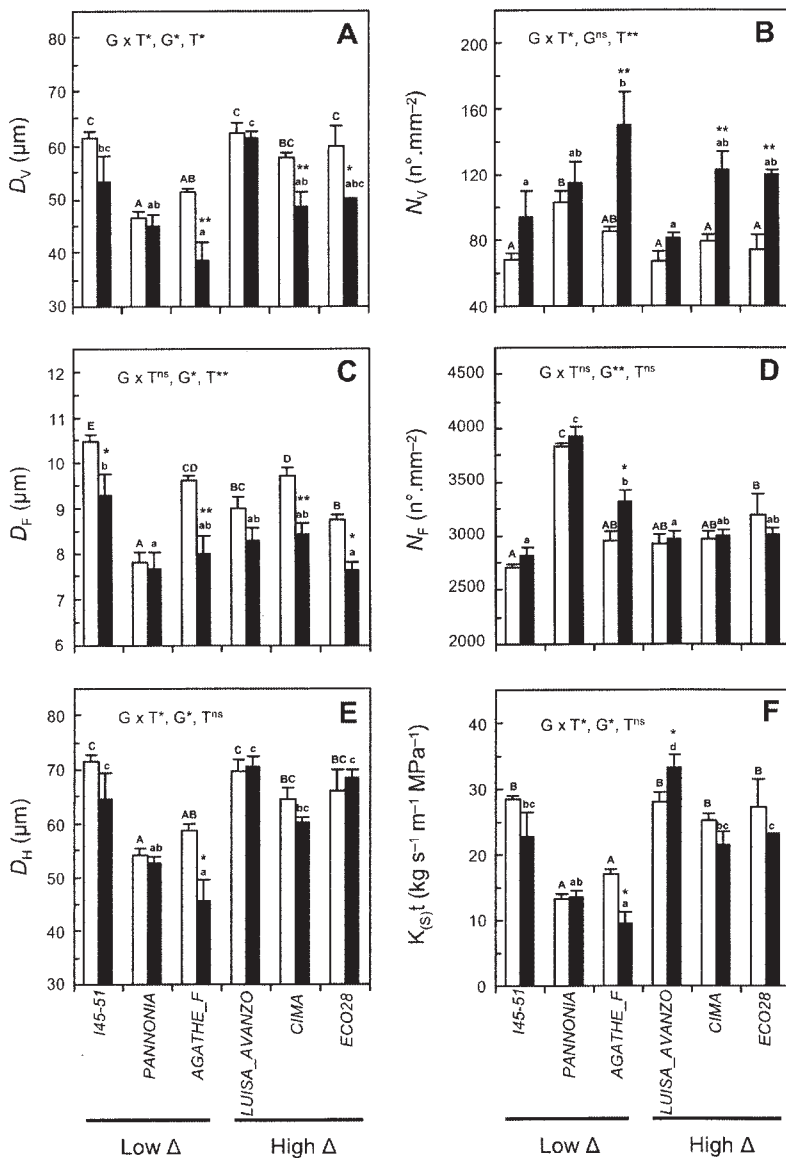 A
G x T*, G*, T*
D_V (µm)
80
70
60
50
40
30
C
bc
A
ab
AB
**
a
C
c
BC
**
ab
C
*
abc
B
G x T*, G^ns, T**
N_V (n°.mm⁻²)
200
160
120
80
40
A
a
B
ab
AB
**
b
A
a
A
**
ab
A
**
ab
C
G x T^ns, G*, T**
D_F (µm)
12
11
10
9
8
7
6
E
*
b
A
a
CD
**
ab
BC
ab
D
**
ab
B
*
a
D
G x T^ns, G**, T^ns
N_F (n°.mm⁻²)
4500
4000
3500
3000
2500
2000
A
a
C
c
AB
*
b
AB
a
AB
ab
B
ab
E
G x T*, G*, T^ns
D_H (µm)
80
70
60
50
40
30
C
c
A
ab
AB
*
a
C
c
BC
bc
BC
c
F
G x T*, G*, T^ns
K_(S)t (kg s⁻¹ m⁻¹ MPa⁻¹)
40
30
20
10
0
B
bc
A
ab
A
*
a
B
*
d
B
bc
B
c
I45-51
PANNONIA
AGATHE_F
LUISA_AVANZO
CIMA
ECO28
Low Δ
High Δ
I45-51
PANNONIA
AGATHE_F
LUISA_AVANZO
CIMA
ECO28
Low Δ
High Δ